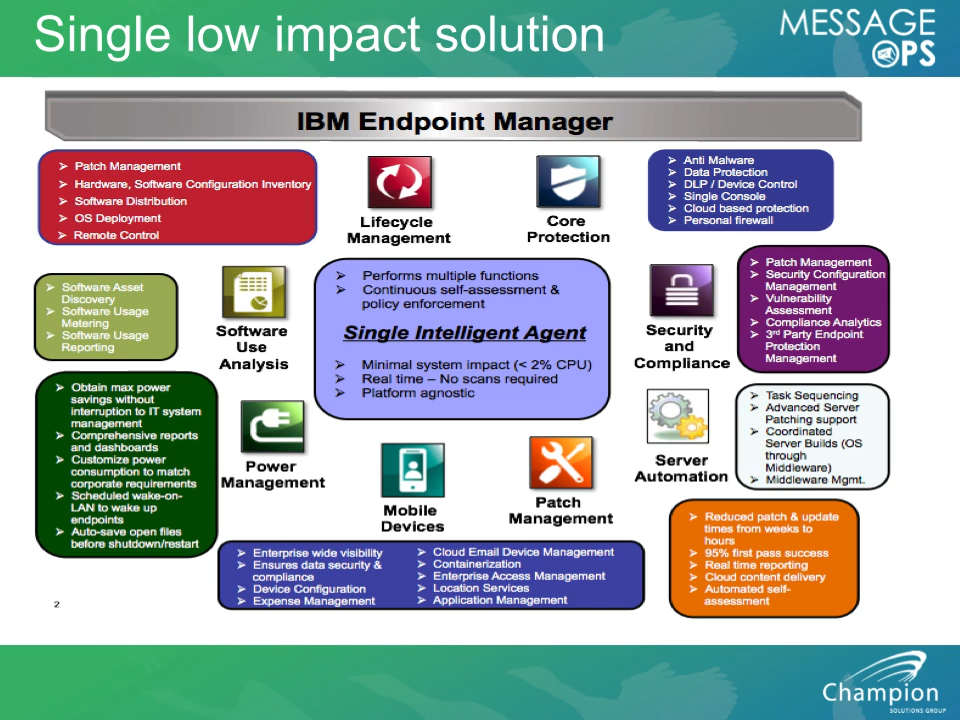 Single low impact solution
MESSAGE
OPS
IBM Endpoint Manager
➢ Patch Management
➢ Hardware, Software Configuration Inventory
➢ Software Distribution
➢ OS Deployment
➢ Remote Control
Lifecycle
Management
Core
Protection
➢ Anti Malware
➢ Data Protection
➢ DLP / Device Control
➢ Single Console
➢ Cloud based protection
➢ Personal firewall
➢ Software Asset
Discovery
➢ Software Usage
Metering
➢ Software Usage
Reporting
Software
Use
Analysis
➢ Performs multiple functions
➢ Continuous self-assessment &
policy enforcement
Single Intelligent Agent
➢ Minimal system impact (< 2% CPU)
➢ Real time – No scans required
➢ Platform agnostic
Security
and
Compliance
➢ Patch Management
➢ Security Configuration
Management
➢ Vulnerability
Assessment
➢ Compliance Analytics
➢ 3rd Party Endpoint
Protection
Management
➢ Obtain max power
savings without
interruption to IT system
management
➢ Comprehensive reports
and dashboards
➢ Customize power
consumption to match
corporate requirements
➢ Scheduled wake-on-
LAN to wake up
endpoints
➢ Auto-save open files
before shutdown/restart
Power
Management
Mobile
Devices
Patch
Management
Server
Automation
➢ Task Sequencing
➢ Advanced Server
Patching support
➢ Coordinated
Server Builds (OS
through
Middleware)
➢ Middleware Mgmt.
➢ Enterprise wide visibility
➢ Ensures data security &
compliance
➢ Device Configuration
➢ Expense Management
➢ Cloud Email Device Management
➢ Containerization
➢ Enterprise Access Management
➢ Location Services
➢ Application Management
➢ Reduced patch & update
times from weeks to
hours
➢ 95% first pass success
➢ Real time reporting
➢ Cloud content delivery
➢ Automated self-
assessment
2
Champion
SOLUTIONS GROUP